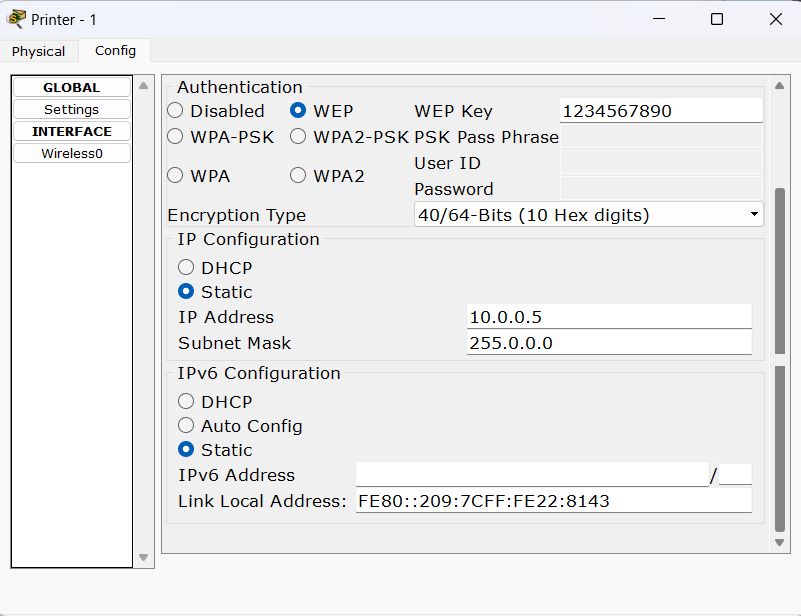 Printer - 1
Physical
Config
GLOBAL
Settings
INTERFACE
Wireless0
Authentication
Disabled WEP WEP Key 1234567890
WPA-PSK WPA2-PSK PSK Pass Phrase
User ID
WPA WPA2
Password
Encryption Type 40/64-Bits (10 Hex digits)
IP Configuration
DHCP
Static
IP Address 10.0.0.5
Subnet Mask 255.0.0.0
IPv6 Configuration
DHCP
Auto Config
Static
IPv6 Address /
Link Local Address: FE80::209:7CFF:FE22:8143